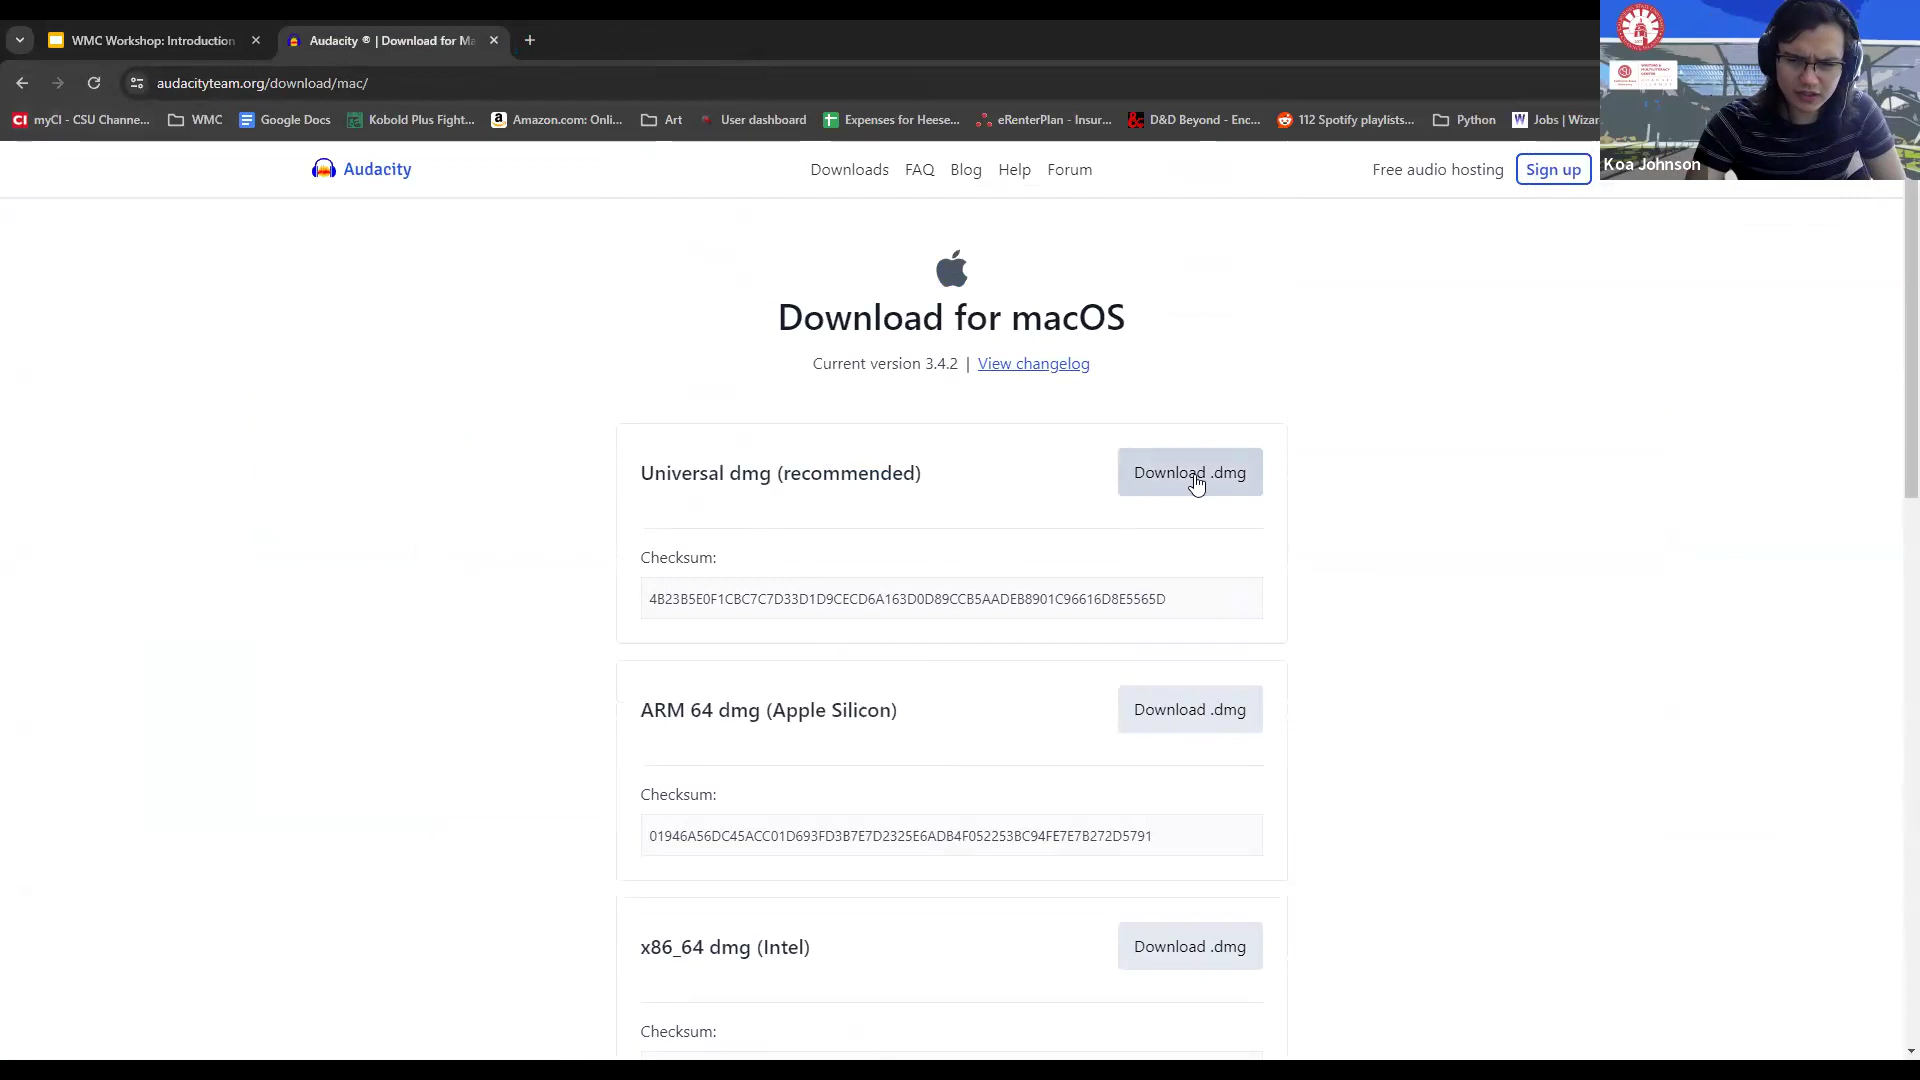 WMC Workshop: Introduction
Audacity ® | Download for Ma
audacityteam.org/download/mac/
CI myCI - CSU Channe...
WMC
Google Docs
Kobold Plus Fight...
Amazon.com: Onli...
Art
User dashboard
Expenses for Heese...
eRenterPlan - Insur...
D&D Beyond - Enc...
112 Spotify playlists...
Python
Jobs | Wizar
Koa Johnson
Audacity
Downloads
FAQ
Blog
Help
Forum
Free audio hosting
Sign up
Download for macOS
Current version 3.4.2 | View changelog
Universal dmg (recommended)
Download .dmg
Checksum:
4B23B5E0F1CBC7C7D33D1D9CECD6A163D0D89CCB5AADEB8901C96616D8E5565D
ARM 64 dmg (Apple Silicon)
Download .dmg
Checksum:
01946A56DC45ACC01D693FD3B7E7D2325E6ADB4F052253BC94FE7E7B272D5791
x86_64 dmg (Intel)
Download .dmg
Checksum: